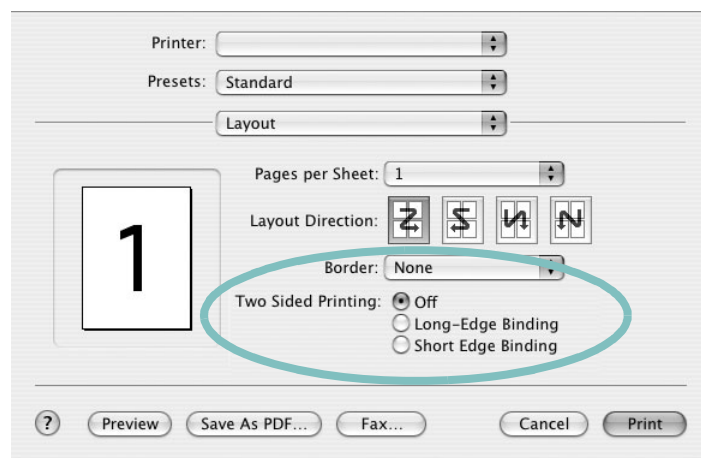 Printer:
Presets: Standard
Layout
Pages per Sheet: 1
Layout Direction:
1
Border: None
Two Sided Printing: Off
Long-Edge Binding
Short Edge Binding
? Preview Save As PDF... Fax... Cancel Print